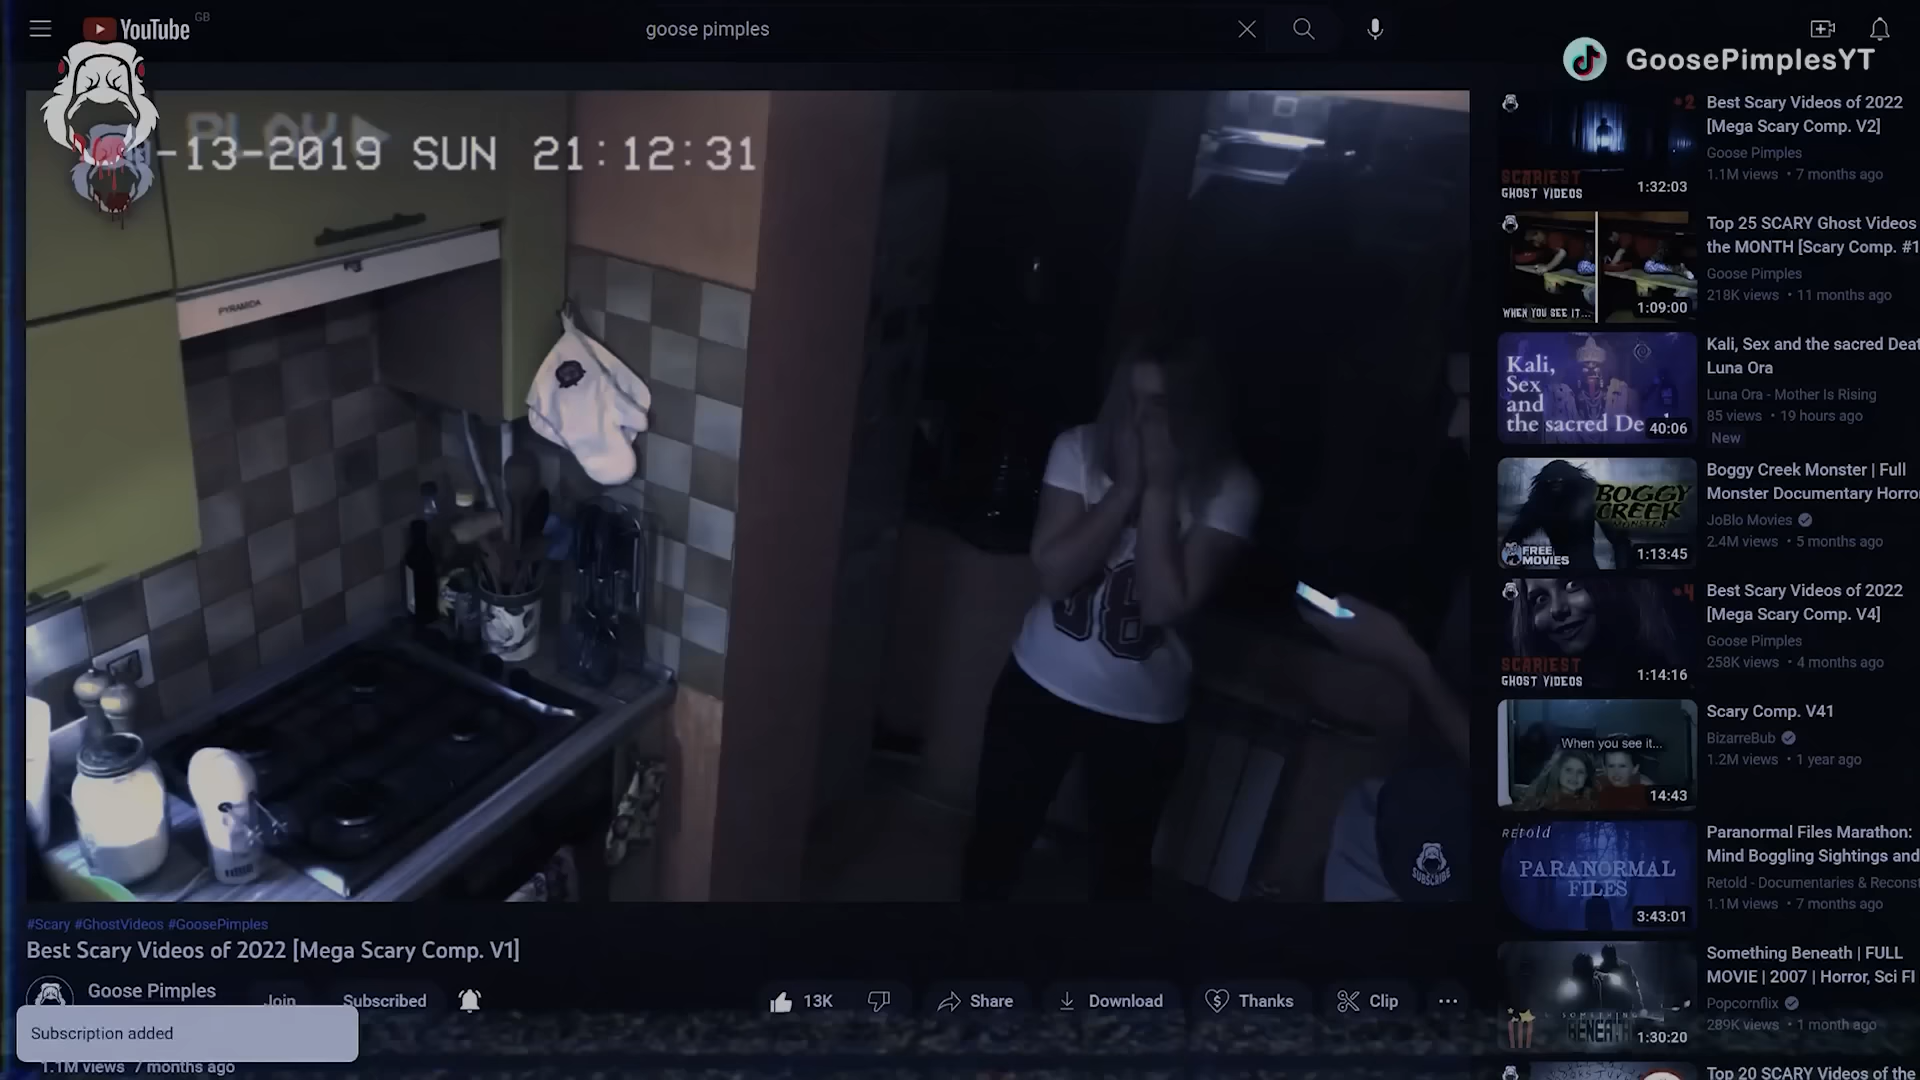 YouTube GB
goose pimples
GoosePimplesYT
PLAY
-13-2019 SUN 21:12:31
PYRAMIDA
86
SUBSCRIBE
#Scary #GhostVideos #GoosePimples
Best Scary Videos of 2022 [Mega Scary Comp. V1]
Goose Pimples
Join
Subscribed
13K
Share
Download
Thanks
Clip
Subscription added
1.1M views 7 months ago
•2
SCARIEST
GHOST VIDEOS
1:32:03
Best Scary Videos of 2022
[Mega Scary Comp. V2]
Goose Pimples
1.1M views • 7 months ago
WHEN YOU SEE IT...
1:09:00
Top 25 SCARY Ghost Videos
the MONTH [Scary Comp. #1
Goose Pimples
218K views • 11 months ago
Kali,
Sex
and
the sacred De
40:06
Kali, Sex and the sacred Deat
Luna Ora
Luna Ora - Mother Is Rising
85 views • 19 hours ago
New
BOGGY
CREEK
MONSTER
FREE
MOVIES
1:13:45
Boggy Creek Monster | Full
Monster Documentary Horro
JoBlo Movies
2.4M views • 5 months ago
•4
SCARIEST
GHOST VIDEOS
1:14:16
Best Scary Videos of 2022
[Mega Scary Comp. V4]
Goose Pimples
258K views • 4 months ago
When you see it...
14:43
Scary Comp. V41
BizarreBub
1.2M views • 1 year ago
Retold
PARANORMAL
FILES
3:43:01
Paranormal Files Marathon:
Mind Boggling Sightings and
Retold - Documentaries & Reconst
1.1M views • 7 months ago
SOMETHING
BENEATH
1:30:20
Something Beneath | FULL
MOVIE | 2007 | Horror, Sci FI
Popcornflix
289K views • 1 month ago
Top 20 SCARY Videos of the